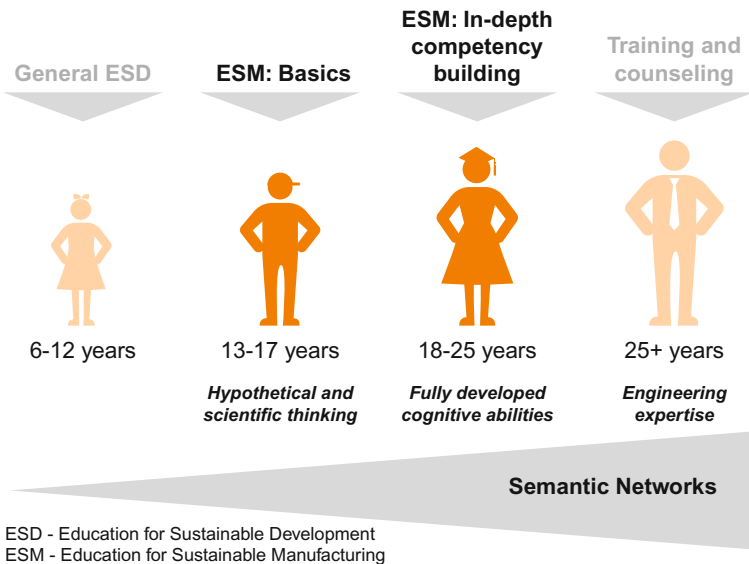 General ESD
ESM: Basics
ESM: In-depth
competency
building
Training and
counseling
6-12 years
13-17 years
18-25 years
25+ years
Hypothetical and
scientific thinking
Fully developed
cognitive abilities
Engineering
expertise
Semantic Networks
ESD - Education for Sustainable Development
ESM - Education for Sustainable Manufacturing